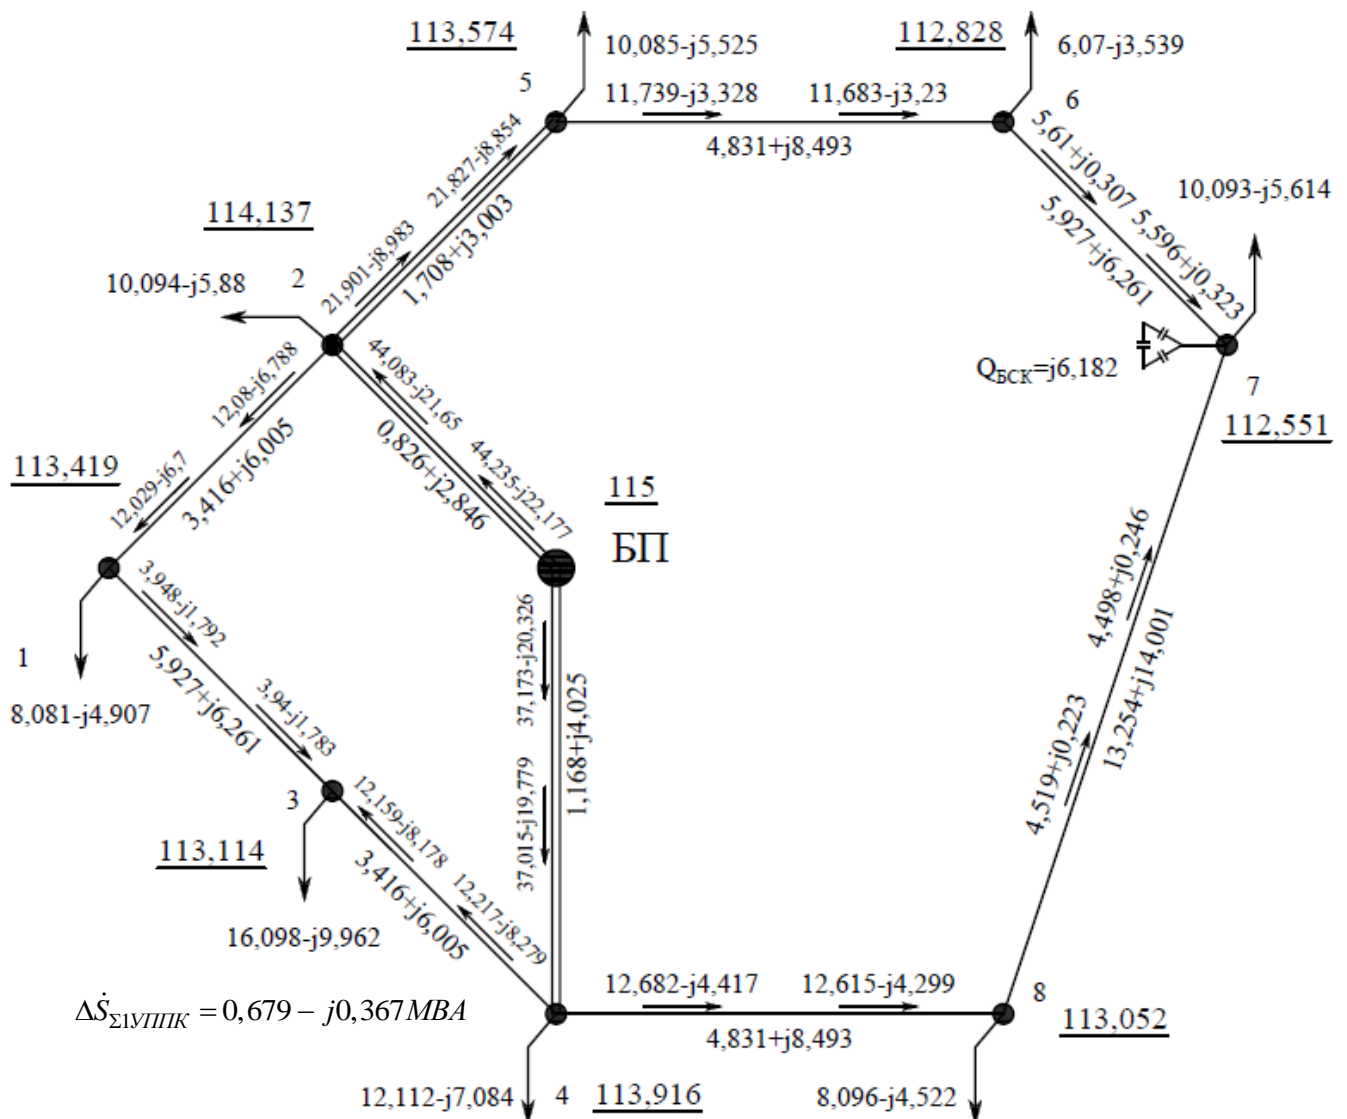 113,574
112,828
10,085-j5,525
6,07-j3,539
5
11,739-j3,328
11,683-j3,23
6
4,831+j8,493
21,827-j8,854
21,901-j8,983
1,708+j3,003
5,61+j0,307
5,596+j0,323
5,927+j6,261
10,093-j5,614
114,137
2
10,094-j5,88
QБСК=j6,182
7
112,551
12,08-j6,788
12,029-j6,7
3,416+j6,005
44,083-j21,65
44,235-j22,177
0,826+j2,846
113,419
115
БП
1
8,081-j4,907
3,948-j1,792
3,94-j1,783
5,927+j6,261
37,173-j20,326
37,015-j19,779
1,168+j4,025
4,498+j0,246
4,519+j0,223
13,254+j14,001
3
113,114
12,159-j8,178
12,217-j8,279
3,416+j6,005
16,098-j9,962
ΔṠΣ1УППК = 0,679 − j0,367МВА
12,682-j4,417
12,615-j4,299
8
4,831+j8,493
113,052
12,112-j7,084
4
113,916
8,096-j4,522